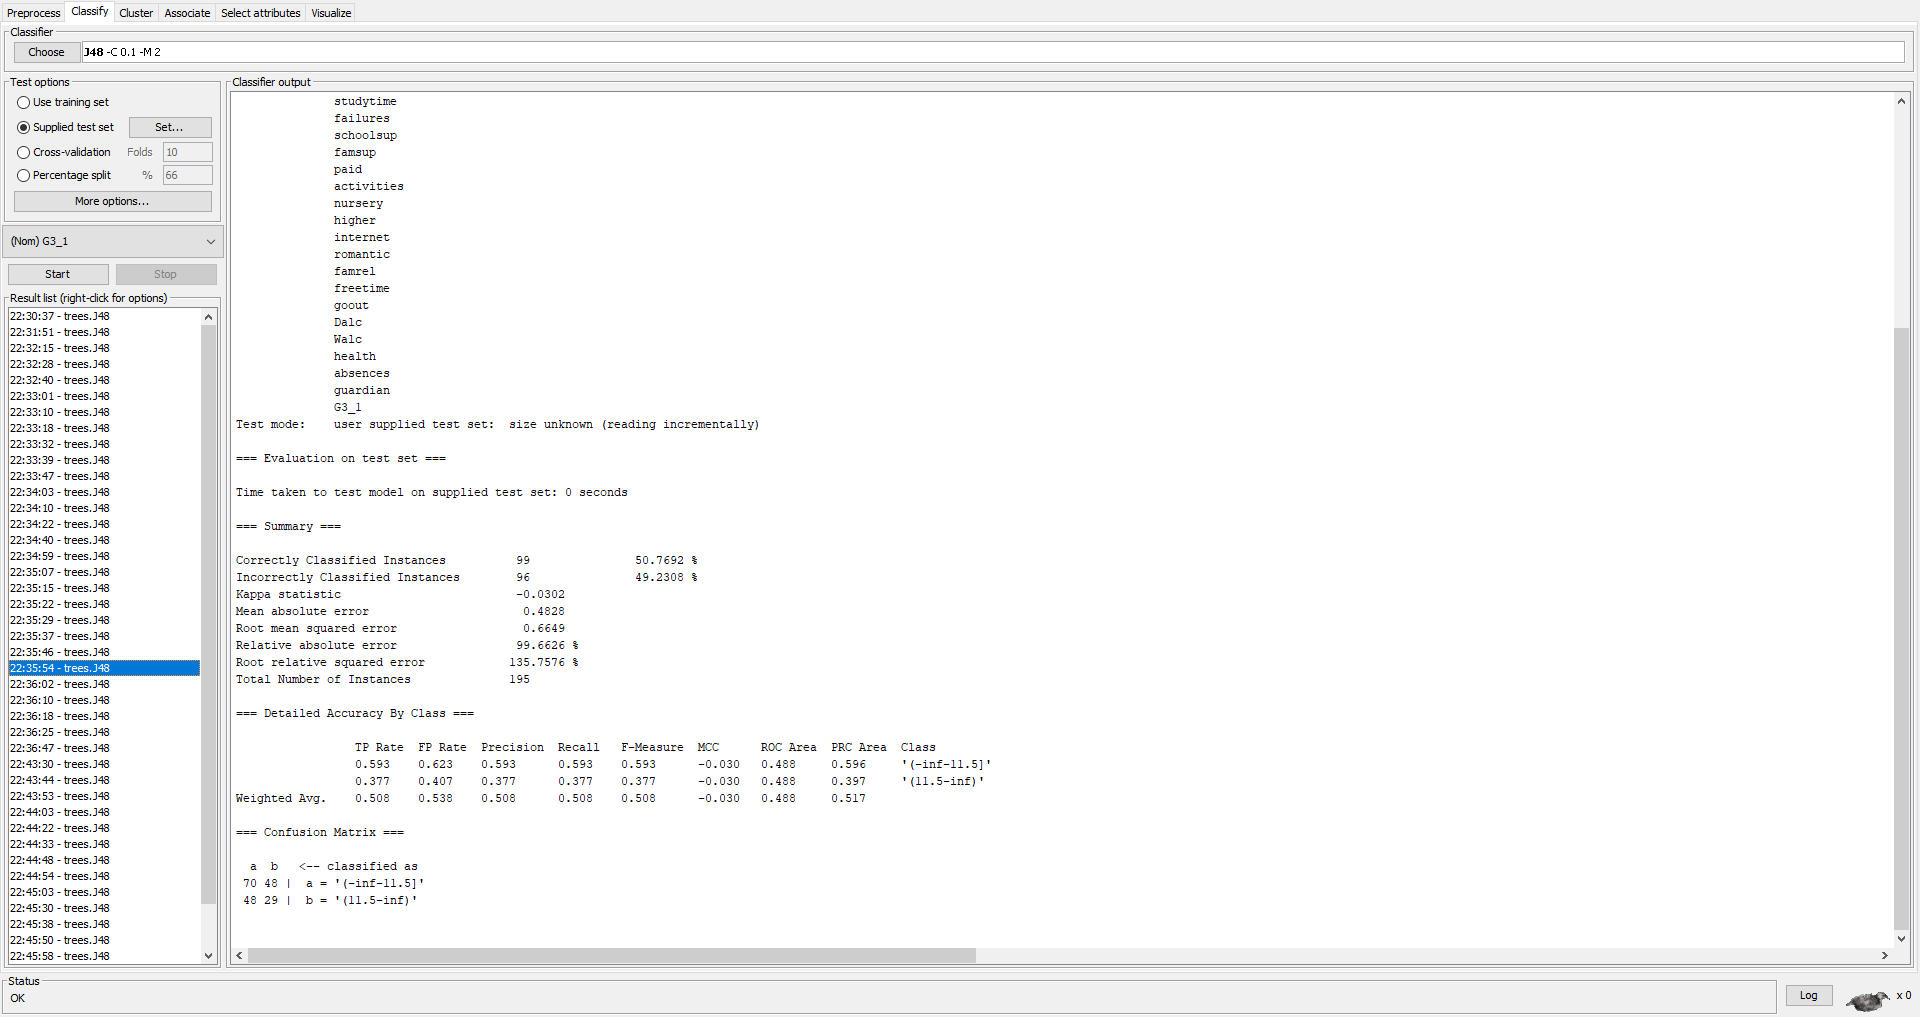 Preprocess Classify Cluster Associate Select attributes Visualize
Classifier
Choose J48 -C 0.1 -M 2
Test options
Use training set
Supplied test set Set...
Cross-validation Folds 10
Percentage split % 66
More options...
(Nom) G3_1
Start Stop
Result list (right-click for options)
22:30:37 - trees.J48
22:31:51 - trees.J48
22:32:15 - trees.J48
22:32:28 - trees.J48
22:32:40 - trees.J48
22:33:01 - trees.J48
22:33:10 - trees.J48
22:33:18 - trees.J48
22:33:32 - trees.J48
22:33:39 - trees.J48
22:33:47 - trees.J48
22:34:03 - trees.J48
22:34:10 - trees.J48
22:34:22 - trees.J48
22:34:40 - trees.J48
22:34:59 - trees.J48
22:35:07 - trees.J48
22:35:15 - trees.J48
22:35:22 - trees.J48
22:35:29 - trees.J48
22:35:37 - trees.J48
22:35:46 - trees.J48
22:35:54 - trees.J48
22:36:02 - trees.J48
22:36:10 - trees.J48
22:36:18 - trees.J48
22:36:25 - trees.J48
22:36:47 - trees.J48
22:43:30 - trees.J48
22:43:44 - trees.J48
22:43:53 - trees.J48
22:44:03 - trees.J48
22:44:22 - trees.J48
22:44:33 - trees.J48
22:44:48 - trees.J48
22:44:54 - trees.J48
22:45:03 - trees.J48
22:45:30 - trees.J48
22:45:38 - trees.J48
22:45:50 - trees.J48
22:45:58 - trees.J48
Classifier output
studytime
failures
schoolsup
famsup
paid
activities
nursery
higher
internet
romantic
famrel
freetime
goout
Dalc
Walc
health
absences
guardian
G3_1
Test mode: user supplied test set: size unknown (reading incrementally)
=== Evaluation on test set ===
Time taken to test model on supplied test set: 0 seconds
=== Summary ===
Correctly Classified Instances 99 50.7692 %
Incorrectly Classified Instances 96 49.2308 %
Kappa statistic -0.0302
Mean absolute error 0.4828
Root mean squared error 0.6649
Relative absolute error 99.6626 %
Root relative squared error 135.7576 %
Total Number of Instances 195
=== Detailed Accuracy By Class ===
TP Rate FP Rate Precision Recall F-Measure MCC ROC Area PRC Area Class
0.593 0.623 0.593 0.593 0.593 -0.030 0.488 0.596 '(-inf-11.5]'
0.377 0.407 0.377 0.377 0.377 -0.030 0.488 0.397 '(11.5-inf)'
Weighted Avg. 0.508 0.538 0.508 0.508 0.508 -0.030 0.488 0.517
=== Confusion Matrix ===
a b <-- classified as
70 48 | a = '(-inf-11.5]'
48 29 | b = '(11.5-inf)'
Status
OK
Log x 0